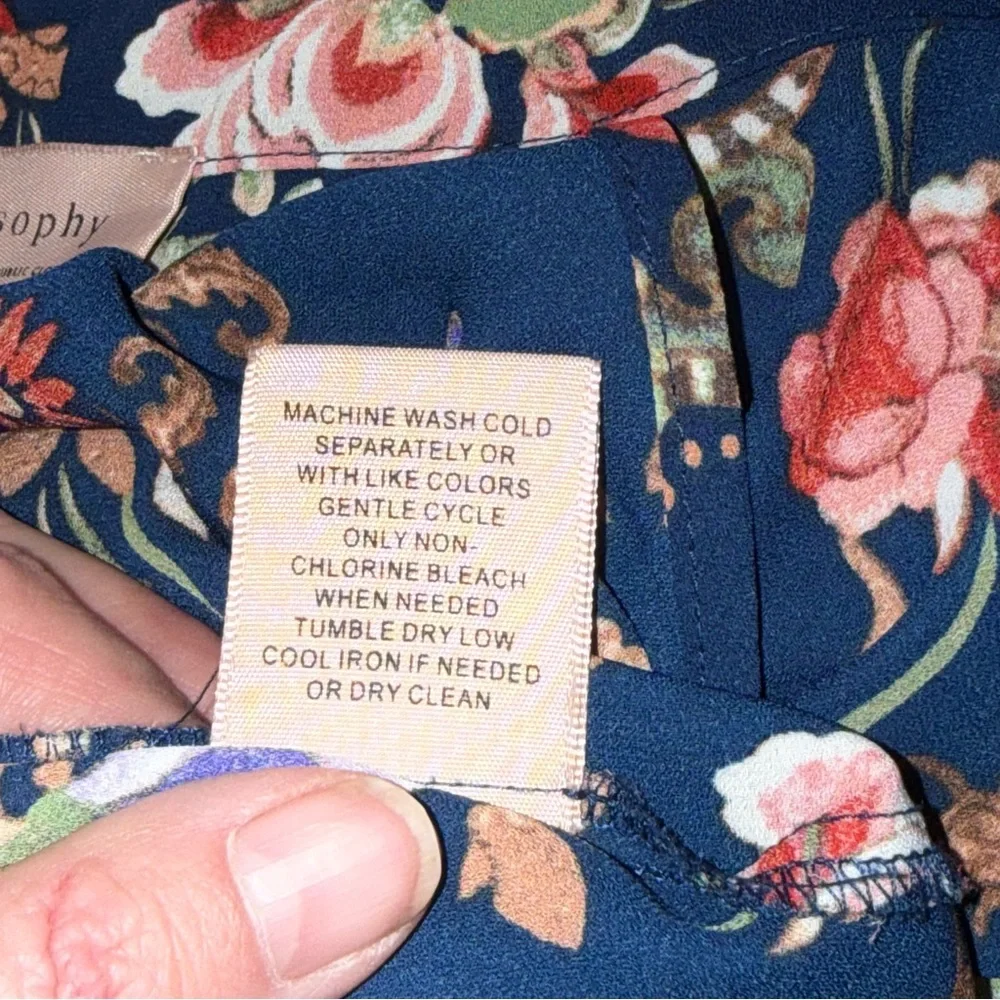 sophy
MACHINE WASH COLD
SEPARATELY OR
WITH LIKE COLORS
GENTLE CYCLE
ONLY NON-
CHLORINE BLEACH
WHEN NEEDED
TUMBLE DRY LOW
COOL IRON IF NEEDED
OR DRY CLEAN